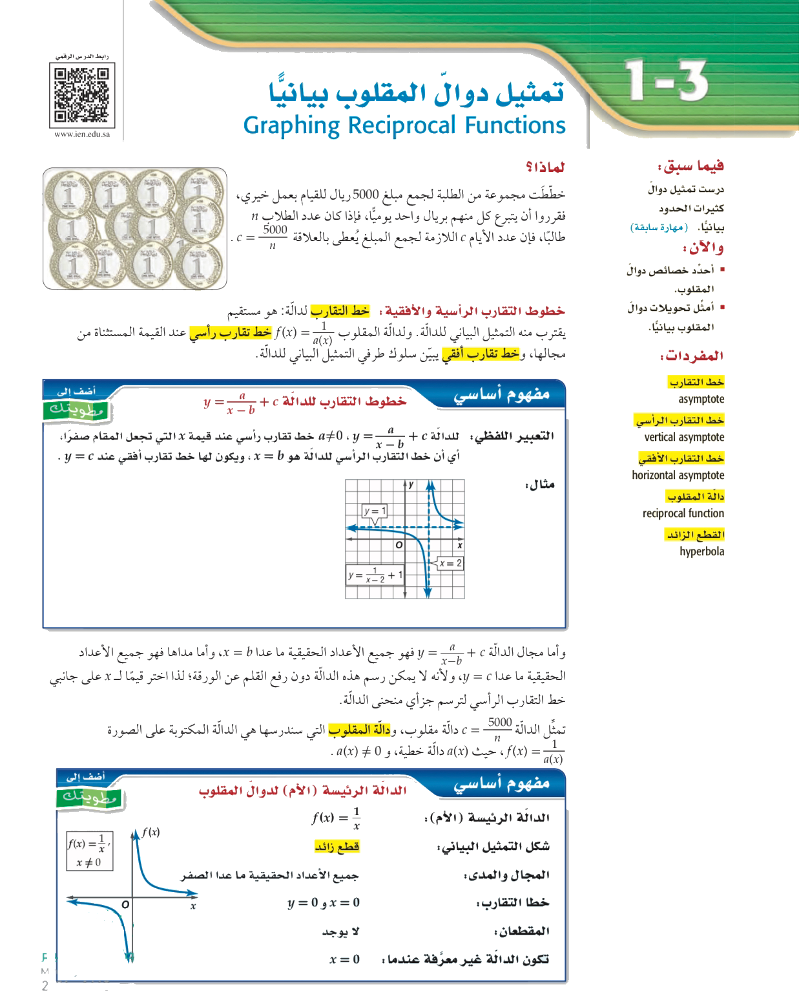 1-3
رابط الدرس الرقمي
www.ien.edu.sa
تمثيل دوالّ المقلوب بيانيًّا
Graphing Reciprocal Functions
فيما سبق:
درست تمثيل دوالّ
كثيرات الحدود
بيانيًّا. (مهارة سابقة)
والآن:
▪ أحدِّد خصائص دوالّ
المقلوب.
▪ أمثِّل تحويلات دوالّ
المقلوب بيانيًّا.
المفردات:
خط التقارب
asymptote
خط التقارب الرأسي
vertical asymptote
خط التقارب الأفقي
horizontal asymptote
دالّة المقلوب
reciprocal function
القطع الزائد
hyperbola
لماذا؟
خطّطَت مجموعة من الطلبة لجمع مبلغ 5000 ريال للقيام بعمل خيري،
فقرروا أن يتبرع كل منهم بريال واحد يوميًّا، فإذا كان عدد الطلاب n
طالبًا، فإن عدد الأيام c اللازمة لجمع المبلغ يُعطى بالعلاقة c = 5000/n .
خطوط التقارب الرأسية والأفقية: خط التقارب لدالّة: هو مستقيم
يقترب منه التمثيل البياني للدالّة. ولدالّة المقلوب f(x) = 1/a(x) خط تقارب رأسي عند القيمة المستثناة من
مجالها، وخط تقارب أفقي يبيّن سلوك طرفي التمثيل البياني للدالّة.
مفهوم أساسي
خطوط التقارب للدالّة y = a/(x − b) + c
أضف إلى
مطويتك
التعبير اللفظي: للدالّة y = a/(x − b) + c ، a≠0 خط تقارب رأسي عند قيمة x التي تجعل المقام صفرًا،
أي أن خط التقارب الرأسي للدالّة هو x = b ، ويكون لها خط تقارب أفقي عند y = c .
مثال:
y
y = 1
O
x
x = 2
y = 1/(x − 2) + 1
وأما مجال الدالّة y = a/(x−b) + c فهو جميع الأعداد الحقيقية ما عدا x = b، وأما مداها فهو جميع الأعداد
الحقيقية ما عدا y = c، ولأنه لا يمكن رسم هذه الدالّة دون رفع القلم عن الورقة؛ لذا اختر قيمًا لـ x على جانبي
خط التقارب الرأسي لترسم جزأي منحنى الدالّة.
تمثِّل الدالّة c = 5000/n دالّة مقلوب، ودالّة المقلوب التي سندرسها هي الدالّة المكتوبة على الصورة
f(x) = 1/a(x) ، حيث a(x) دالّة خطية، و a(x) ≠ 0 .
مفهوم أساسي
الدالّة الرئيسة (الأم) لدوالّ المقلوب
أضف إلى
مطويتك
الدالّة الرئيسة (الأم): f(x) = 1/x
شكل التمثيل البياني: قطع زائد
المجال والمدى: جميع الأعداد الحقيقية ما عدا الصفر
خطا التقارب: x = 0 و y = 0
المقطعان: لا يوجد
تكون الدالّة غير معرَّفة عندما: x = 0
f(x)
f(x) = 1/x ,
x ≠ 0
O
x